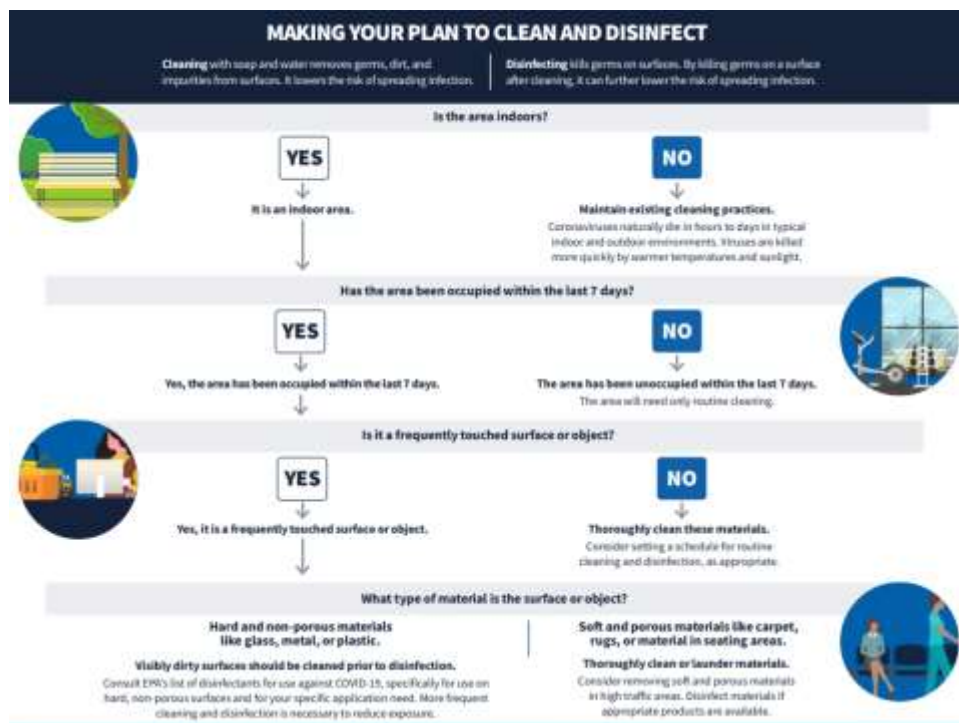 MAKING YOUR PLAN TO CLEAN AND DISINFECT
Cleaning with soap and water removes germs, dirt, and
impurities from surfaces. It lowers the risk of spreading infection.
Disinfecting kills germs on surfaces. By killing germs on a surface
after cleaning, it can further lower the risk of spreading infection.
Is the area indoors?
YES
It is an indoor area.
NO
Maintain existing cleaning practices.
Coronaviruses naturally die in hours to days in typical
indoor and outdoor environments. Viruses are killed
more quickly by warmer temperatures and sunlight.
Has the area been occupied within the last 7 days?
YES
Yes, the area has been occupied within the last 7 days.
NO
The area has been unoccupied within the last 7 days.
The area will need only routine cleaning.
Is it a frequently touched surface or object?
YES
Yes, it is a frequently touched surface or object.
NO
Thoroughly clean these materials.
Consider setting a schedule for routine
cleaning and disinfection, as appropriate.
What type of material is the surface or object?
Hard and non-porous materials
like glass, metal, or plastic.
Visibly dirty surfaces should be cleaned prior to disinfection.
Consult EPA's list of disinfectants for use against COVID-19, specifically for use on
hard, non-porous surfaces and for your specific application need. More frequent
cleaning and disinfection is necessary to reduce exposure.
Soft and porous materials like carpet,
rugs, or material in seating areas.
Thoroughly clean or launder materials.
Consider removing soft and porous materials
in high traffic areas. Disinfect materials if
appropriate products are available.